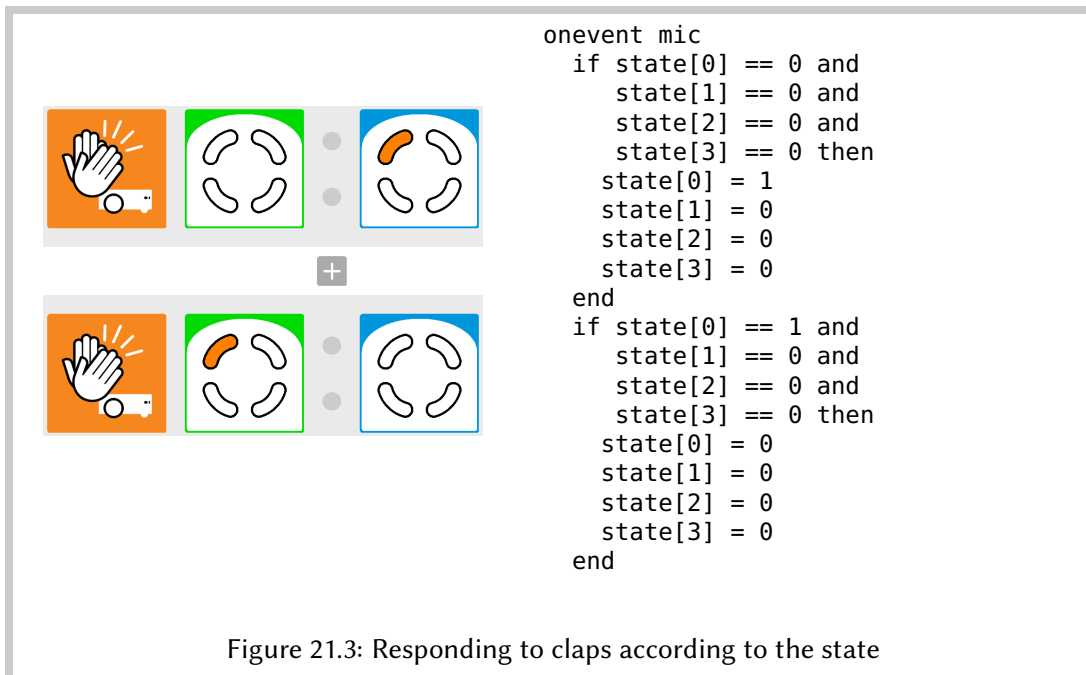 onevent mic
if state[0] == 0 and
state[1] == 0 and
state[2] == 0 and
state[3] == 0 then
state[0] = 1
state[1] = 0
state[2] = 0
state[3] = 0
end
if state[0] == 1 and
state[1] == 0 and
state[2] == 0 and
state[3] == 0 then
state[0] = 0
state[1] = 0
state[2] = 0
state[3] = 0
end
Figure 21.3: Responding to claps according to the state